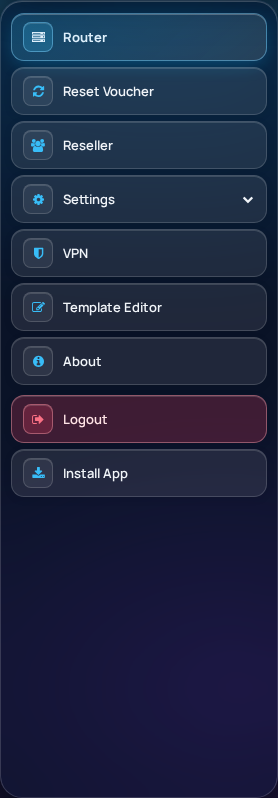 Router
Reset Voucher
Reseller
Settings
VPN
Template Editor
About
Logout
Install App